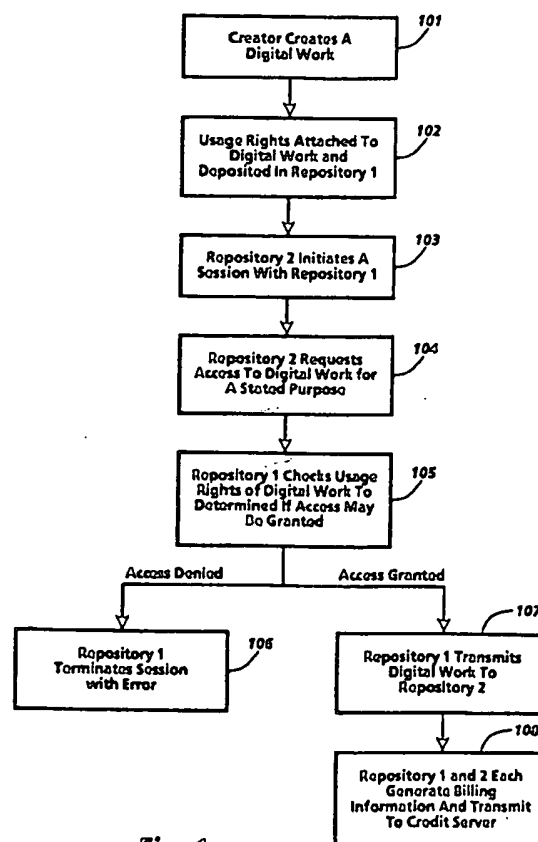 101
Creator Creates A
Digital Work
102
Usage Rights Attached To
Digital Work and
Deposited In Repository 1
103
Repository 2 Initiates A
Session With Repository 1
104
Repository 2 Requests
Access To Digital Work for
A Stated Purpose
105
Repository 1 Checks Usage
Rights of Digital Work To
Determined If Access May
Be Granted
Access Denied
Access Granted
106
Repository 1
Terminates Session
with Error
107
Repository 1 Transmits
Digital Work To
Repository 2
108
Repository 1 and 2 Each
Generate Billing
Information And Transmit
To Credit Server